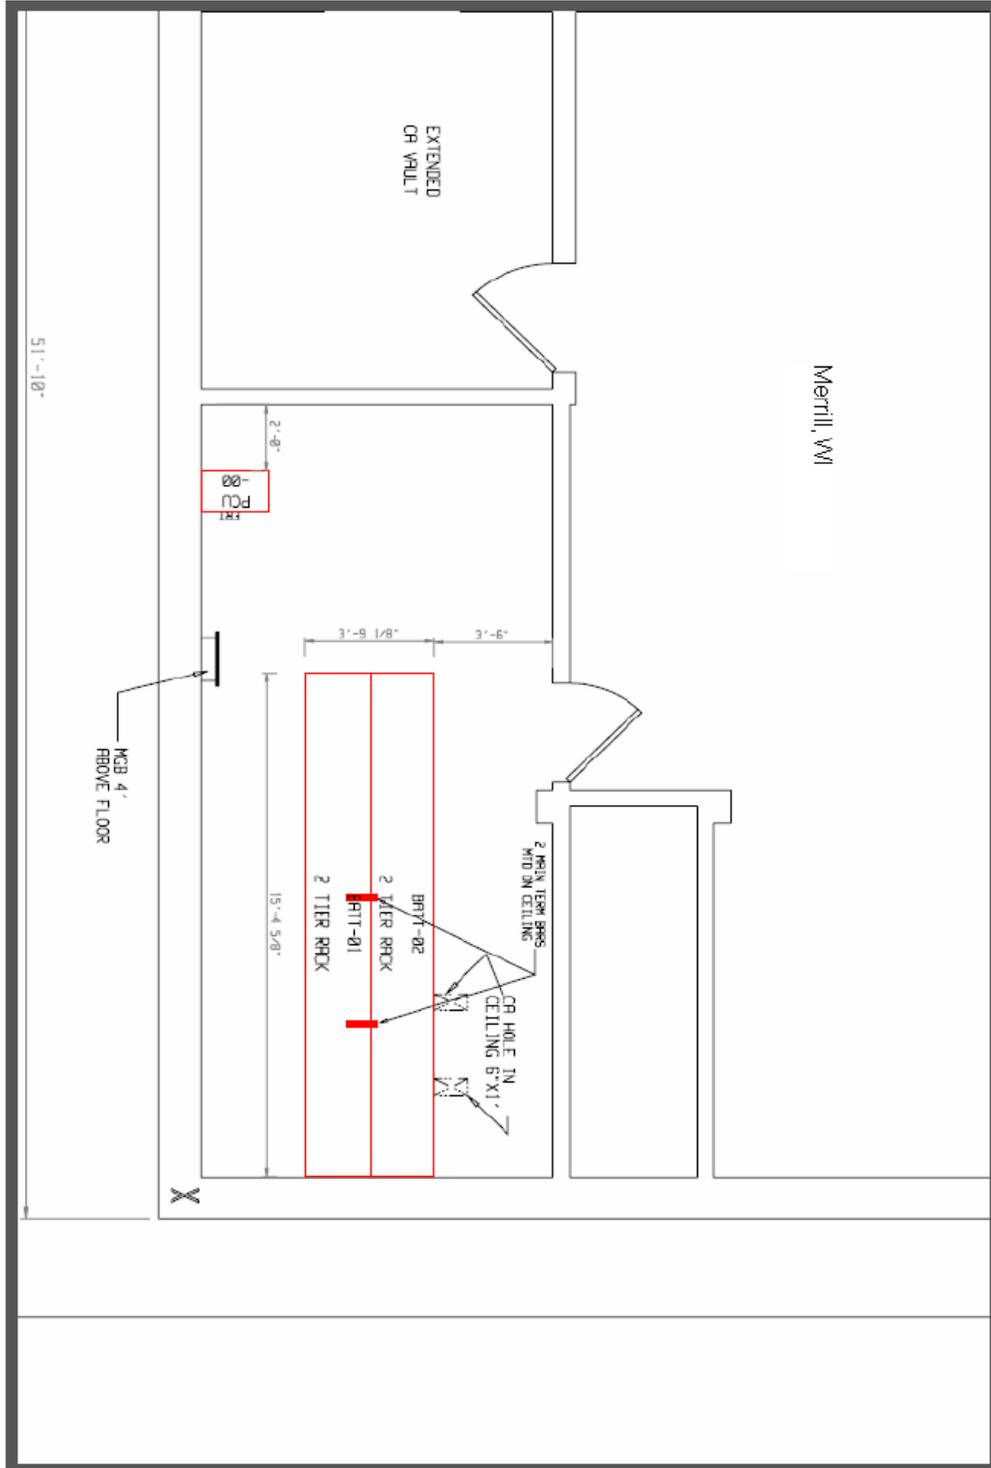 EXTENDED
CA VAULT
Merrill, WI
51'-10"
2'-0"
PCU
-00
FRT
3'-9 1/8"
3'-6"
MGB 4'
ABOVE FLOOR
2 MAIN TERM BARS
MTD ON CEILING
15'-4 5/8"
BATT-02
2 TIER RACK
BATT-01
2 TIER RACK
CA HOLE IN
CEILING 6"X1'
X